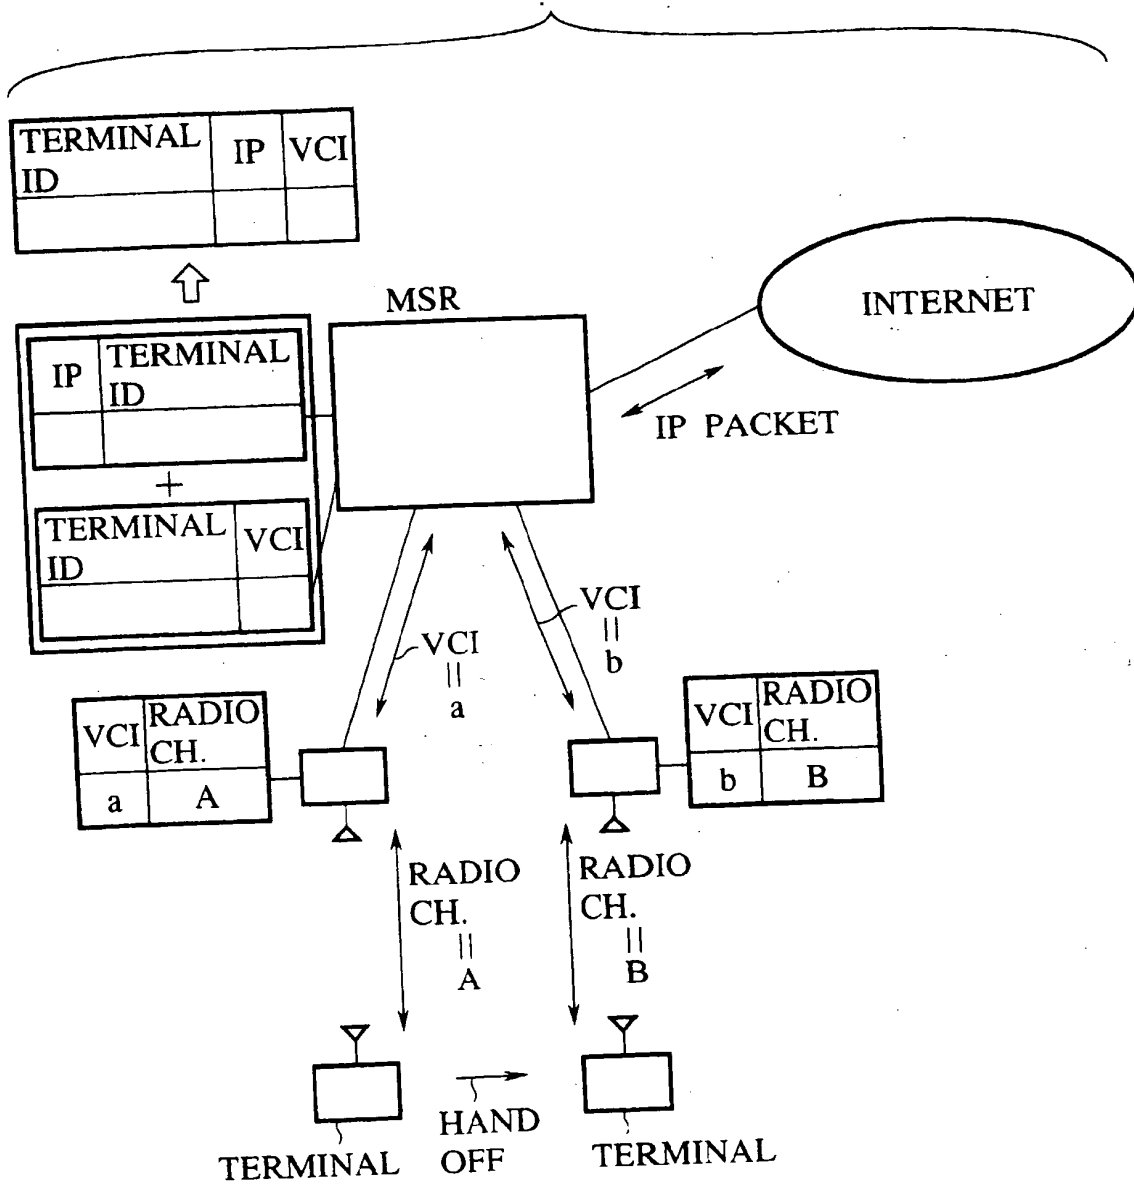 TERMINAL ID
IP
VCI
MSR
INTERNET
IP
TERMINAL ID
IP PACKET
+
TERMINAL ID
VCI
VCI
||
a
VCI
||
b
VCI
RADIO CH.
a
A
VCI
RADIO CH.
b
B
RADIO
CH.
||
A
RADIO
CH.
||
B
HAND
OFF
TERMINAL
TERMINAL